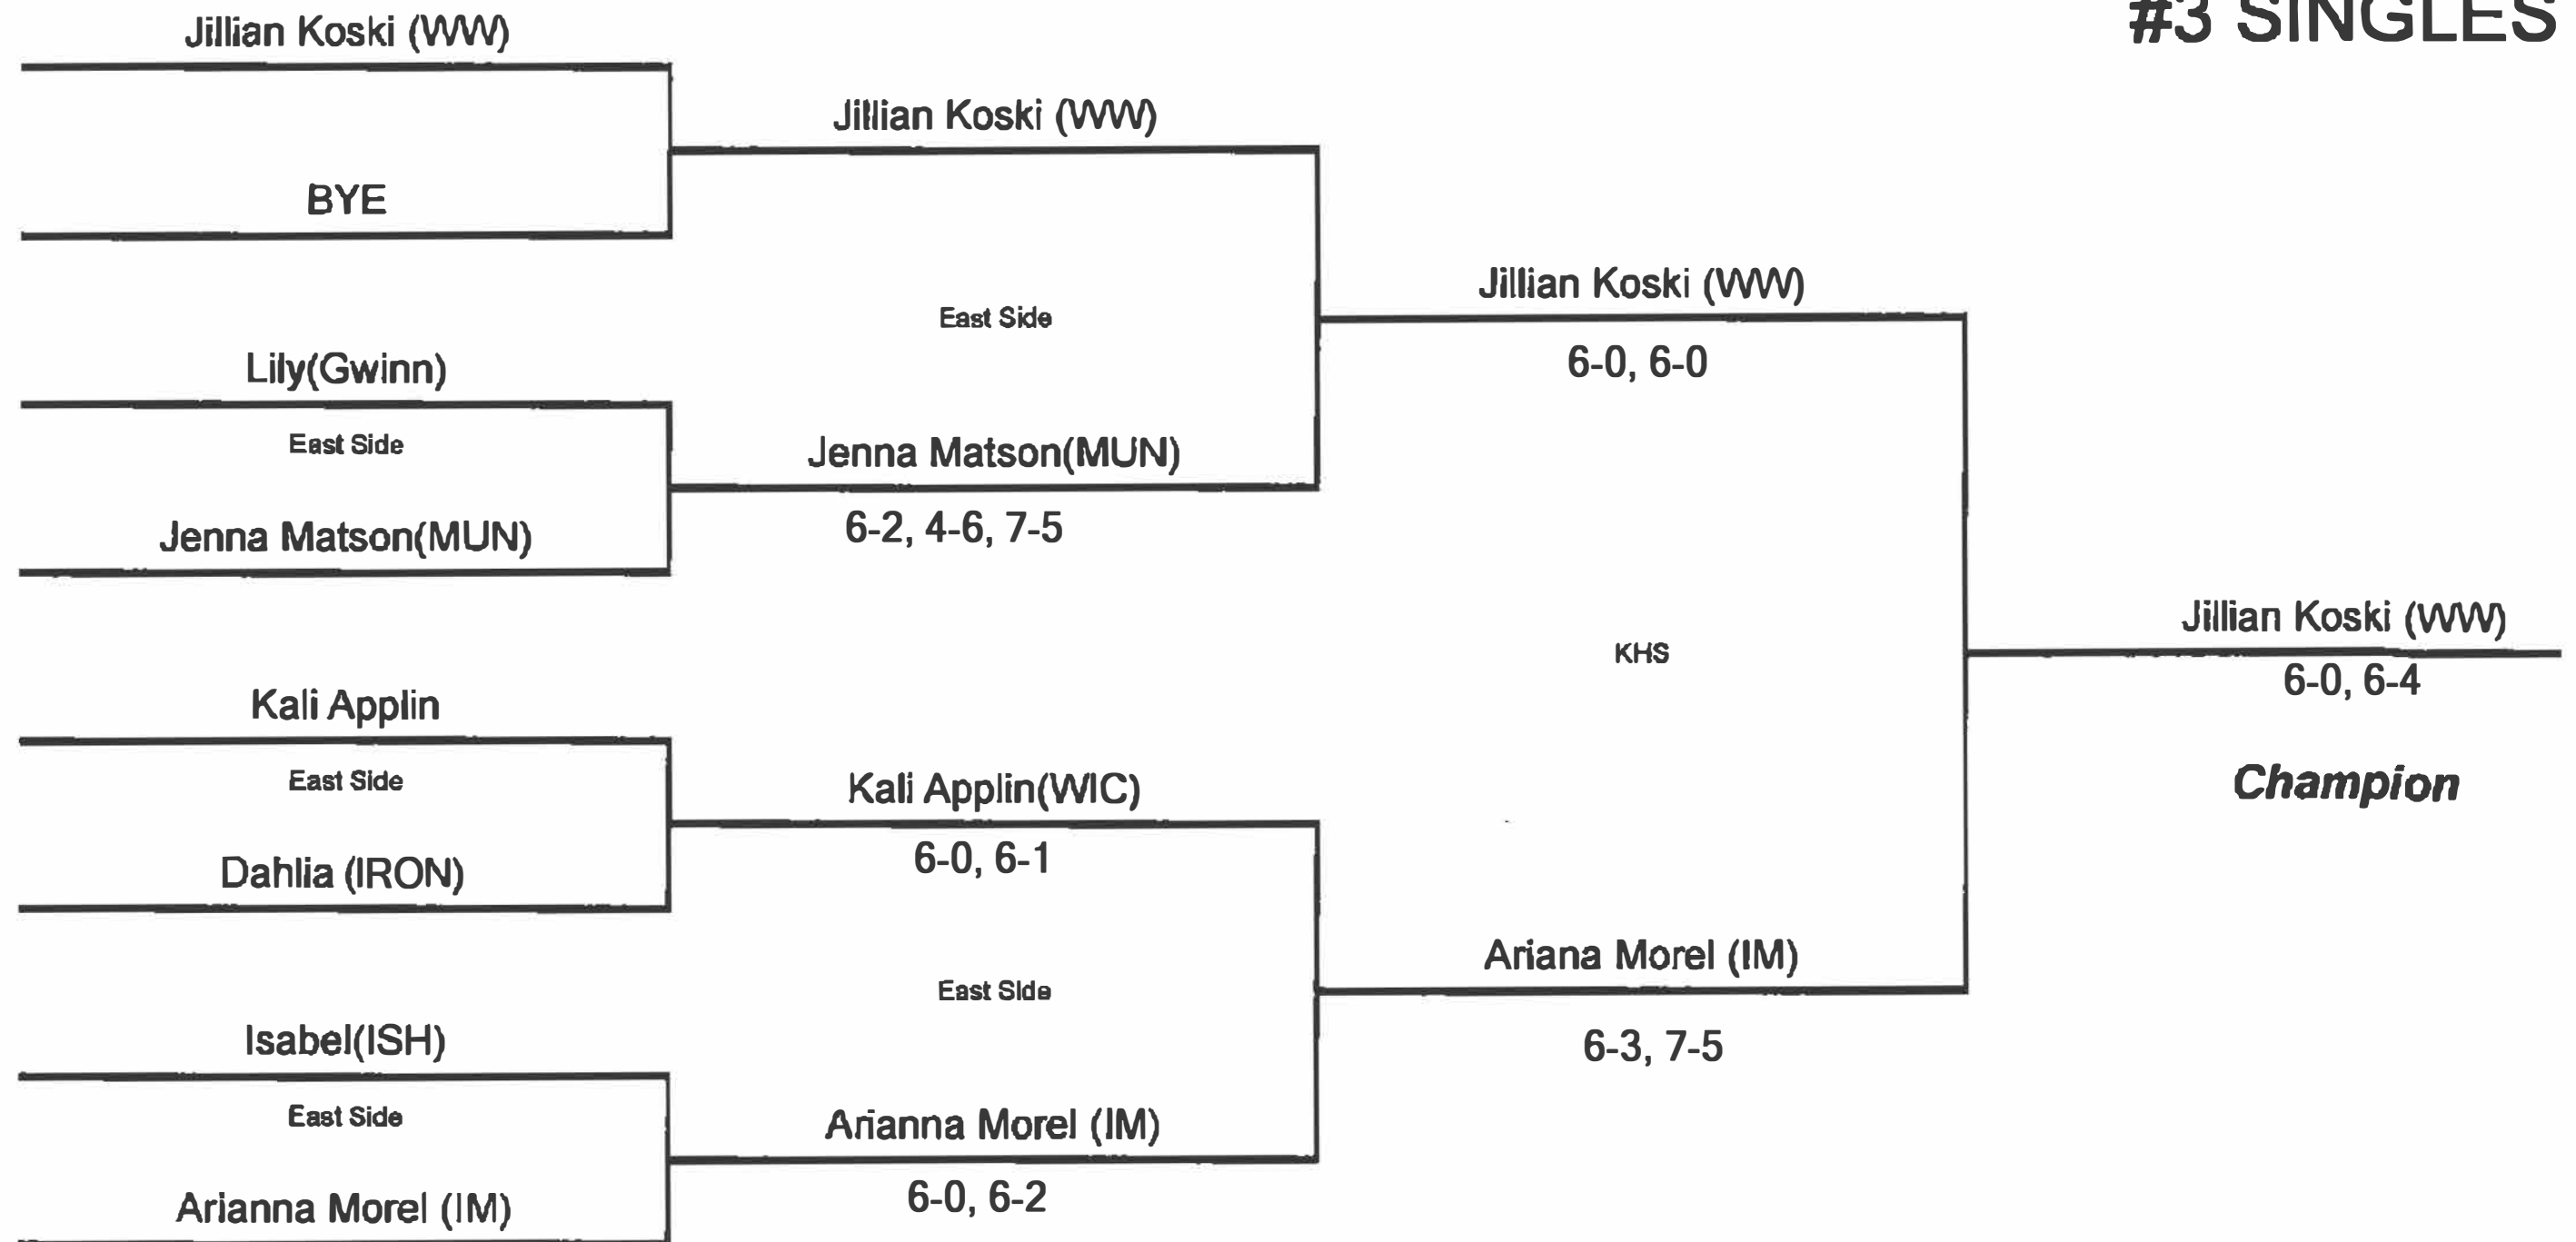 #3 SINGLES
Jillian Koski (WW)
Jillian Koski (WW)
BYE
Jillian Koski (WW)
East Side
6-0, 6-0
Lily(Gwinn)
East Side
Jenna Matson(MUN)
6-2, 4-6, 7-5
Jenna Matson(MUN)
Jillian Koski (WW)
KHS
6-0, 6-4
Kali Applin
East Side
Kali Applin(WIC)
Champion
6-0, 6-1
Dahlia (IRON)
Ariana Morel (IM)
East Side
Isabel(ISH)
6-3, 7-5
East Side
Arianna Morel (IM)
6-0, 6-2
Arianna Morel (IM)